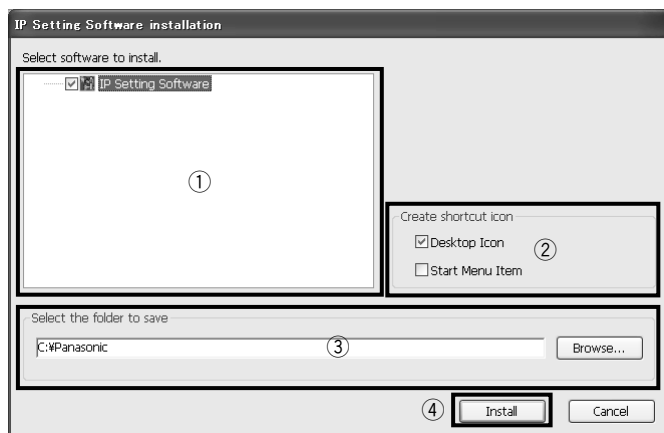 IP Setting Software installation
Select software to install.
IP Setting Software
①
Create shortcut icon
Desktop Icon
②
Start Menu Item
Select the folder to save
C:¥Panasonic
③
Browse...
④
Install
Cancel